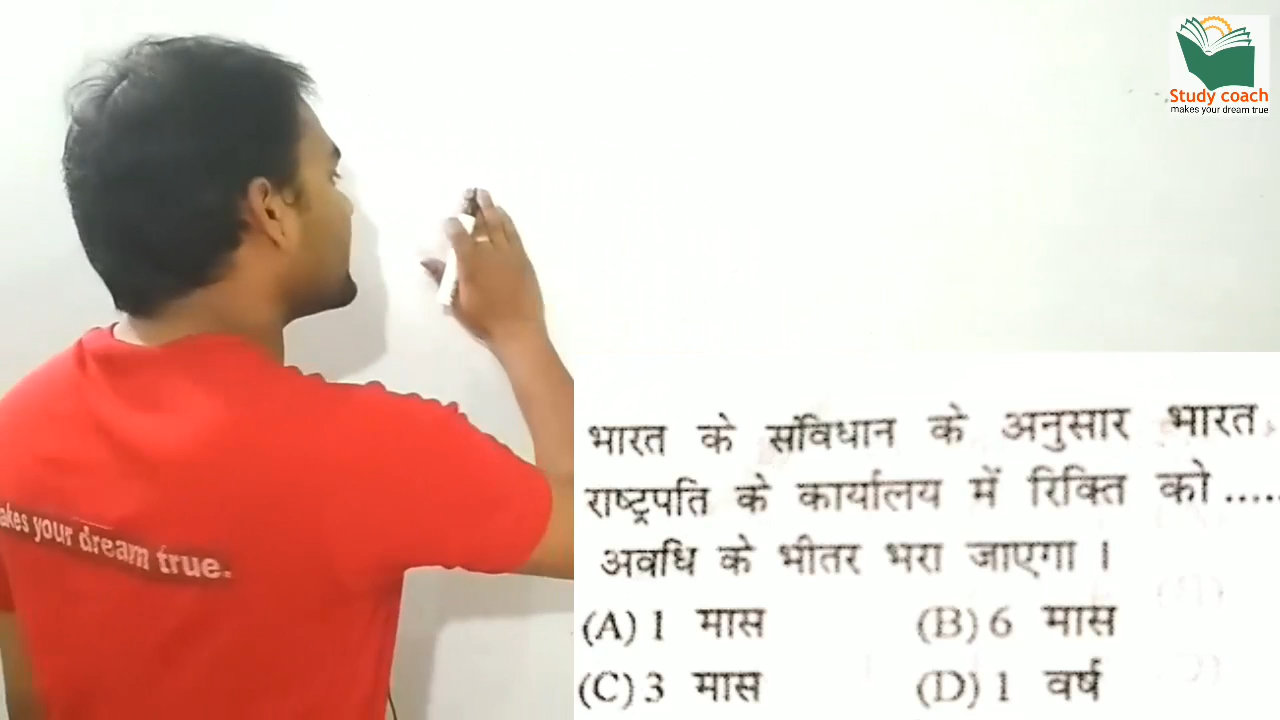 Study coach
makes your dream true
akes your dream true.
भारत के संविधान के अनुसार भारत
राष्ट्रपति के कार्यालय में रिक्ति को .....
अवधि के भीतर भरा जाएगा ।
(A) 1 मास (B) 6 मास
(C) 3 मास (D) 1 वर्ष